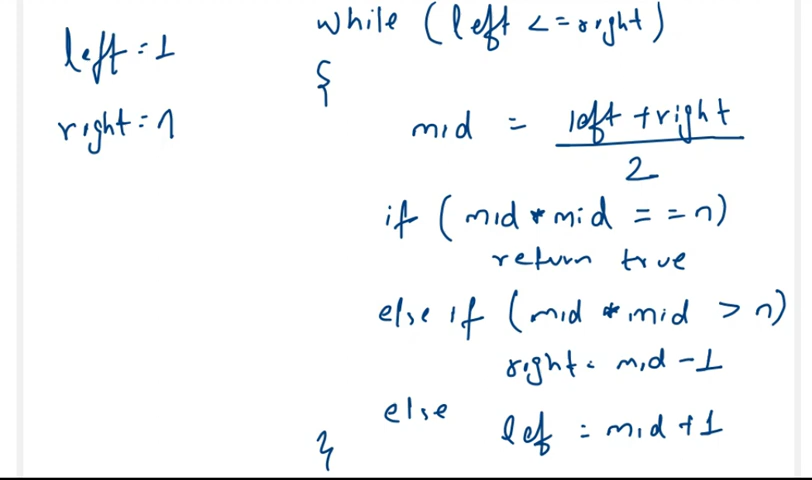 left = 1
right = n
while (left <= right)
{
mid = left + right
2
if (mid * mid == n)
return true
else if (mid * mid > n)
right = mid - 1
else
left = mid + 1
}